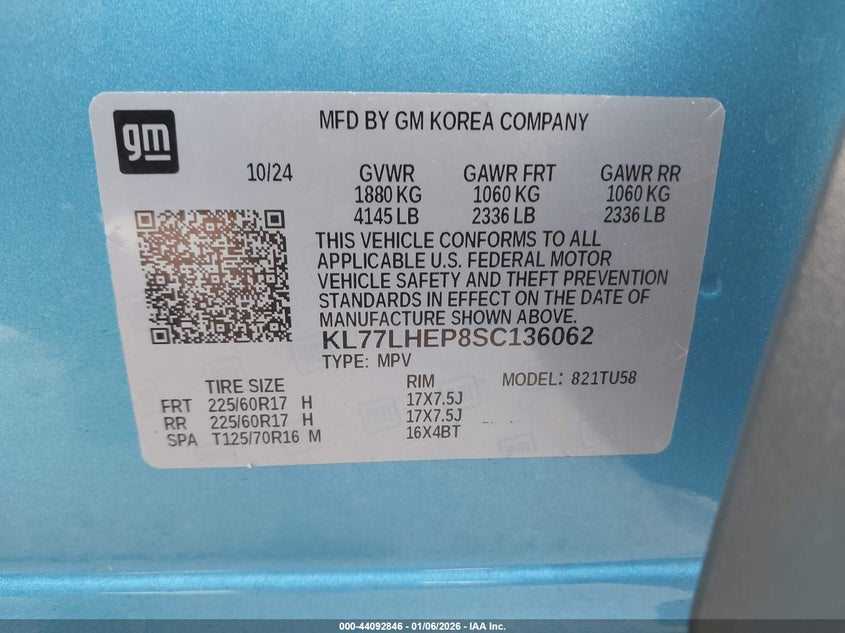 gm
MFD BY GM KOREA COMPANY
10/24 GVWR GAWR FRT GAWR RR
1880 KG 1060 KG 1060 KG
4145 LB 2336 LB 2336 LB
THIS VEHICLE CONFORMS TO ALL
APPLICABLE U.S. FEDERAL MOTOR
VEHICLE SAFETY AND THEFT PREVENTION
STANDARDS IN EFFECT ON THE DATE OF
MANUFACTURE SHOWN ABOVE.
KL77LHEP8SC136062
TYPE: MPV
TIRE SIZE RIM MODEL: 821TU58
FRT 225/60R17 H 17X7.5J
RR 225/60R17 H 17X7.5J
SPA T125/70R16 M 16X4BT
000-44092846 - 01/06/2026 - IAA Inc.